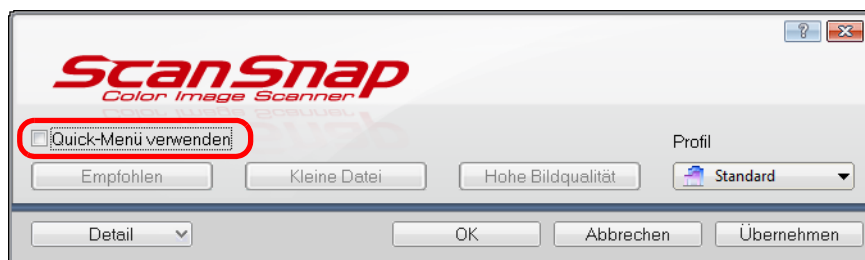 ScanSnap
Color Image Scanner
Quick-Menü verwenden
Profil
Empfohlen
Kleine Datei
Hohe Bildqualität
Standard
Detail
OK
Abbrechen
Übernehmen